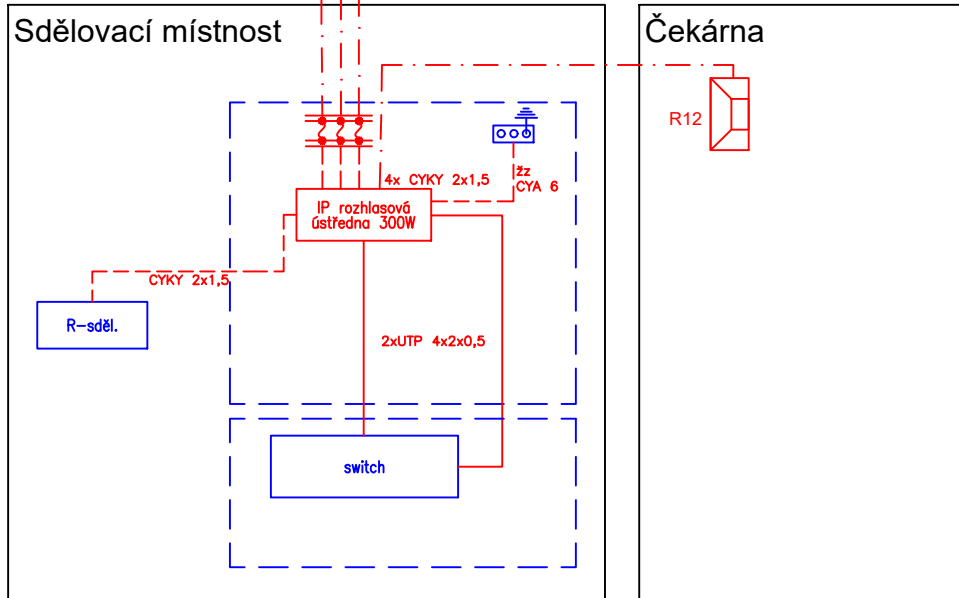 Sdělovací místnost
Čekárna
R12
4x CYKY 2x1,5
žz
CYA 6
IP rozhlasová
ústředna 300W
CYKY 2x1,5
R-sděl.
2xUTP 4x2x0,5
switch